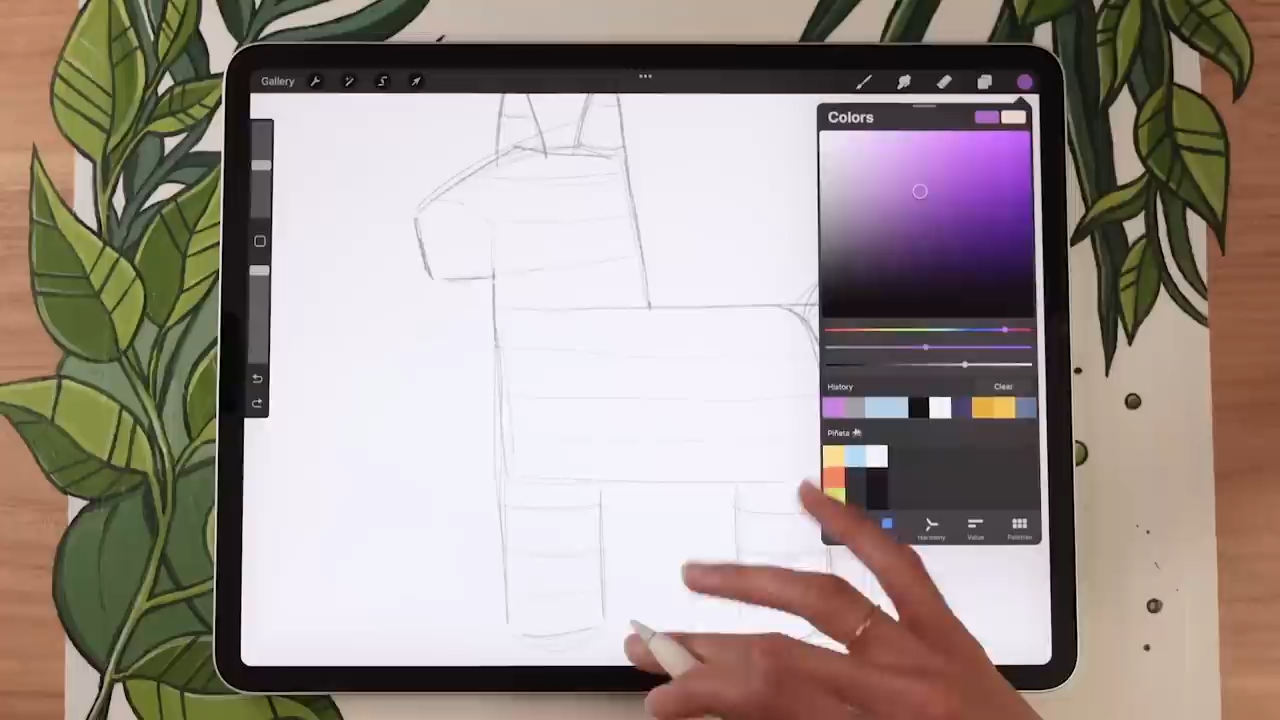 Gallery
Colors
History
Clear
Piñata
Harmony
Value
Palettes